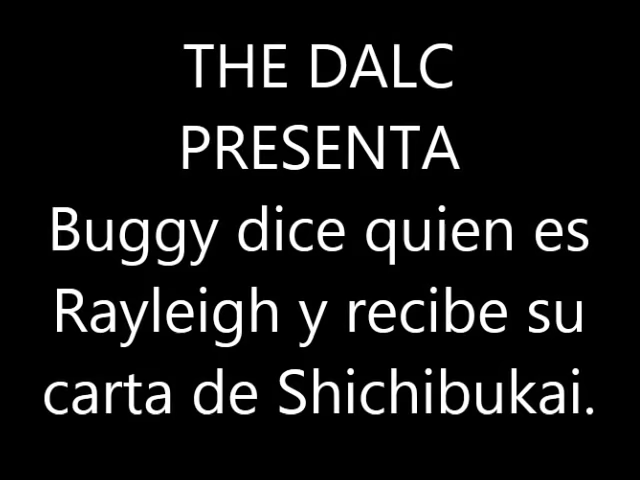 THE DALC
PRESENTA
Buggy dice quien es
Rayleigh y recibe su
carta de Shichibukai.